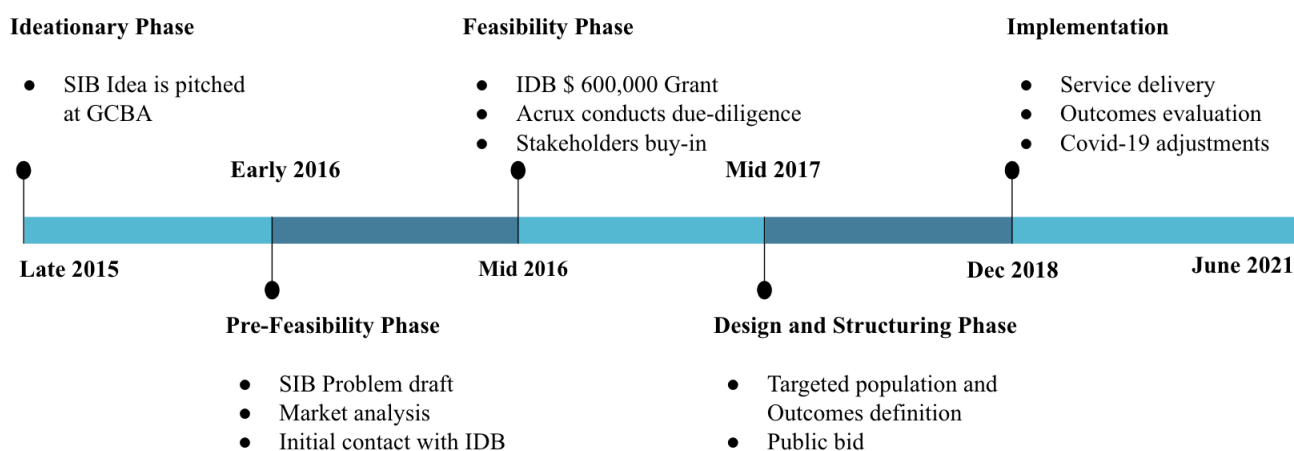 Ideationary Phase
● SIB Idea is pitched
at GCBA
Feasibility Phase
● IDB $ 600,000 Grant
● Acrux conducts due-diligence
● Stakeholders buy-in
Implementation
● Service delivery
● Outcomes evaluation
● Covid-19 adjustments
Early 2016
Mid 2017
Late 2015
Mid 2016
Dec 2018
June 2021
Pre-Feasibility Phase
● SIB Problem draft
● Market analysis
● Initial contact with IDB
Design and Structuring Phase
● Targeted population and
Outcomes definition
● Public bid